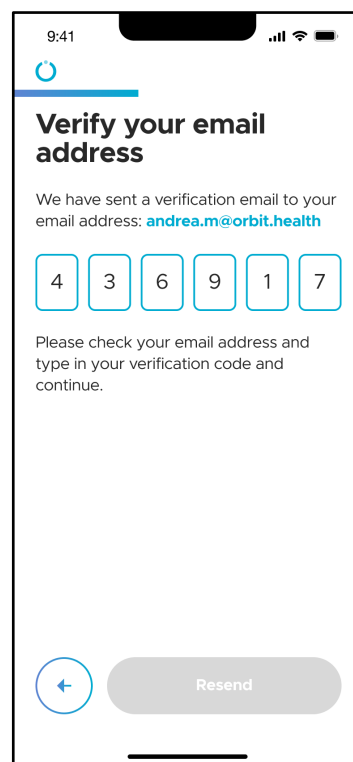 9:41
Verify your email
address
We have sent a verification email to your
email address: andrea.m@orbit.health
4 3 6 9 1 7
Please check your email address and
type in your verification code and
continue.
Resend